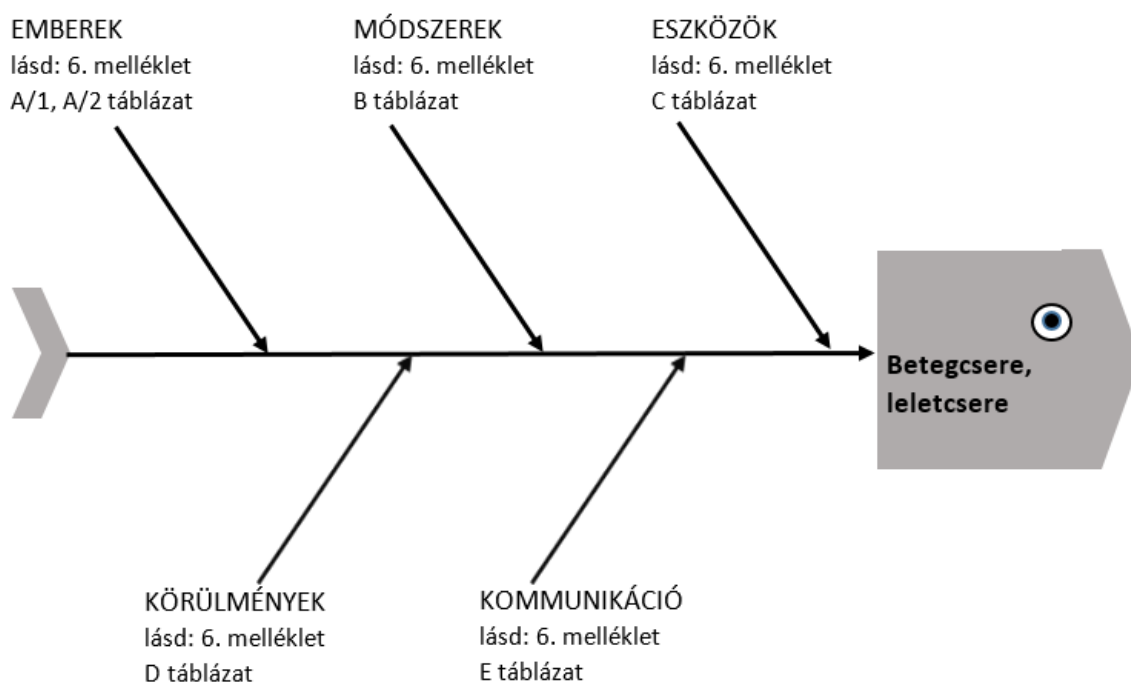 EMBEREK
lásd: 6. melléklet
A/1, A/2 táblázat
MÓDSZEREK
lásd: 6. melléklet
B táblázat
ESZKÖZÖK
lásd: 6. melléklet
C táblázat
Betegcsere,
leletcsere
KÖRÜLMÉNYEK
lásd: 6. melléklet
D táblázat
KOMMUNIKÁCIÓ
lásd: 6. melléklet
E táblázat